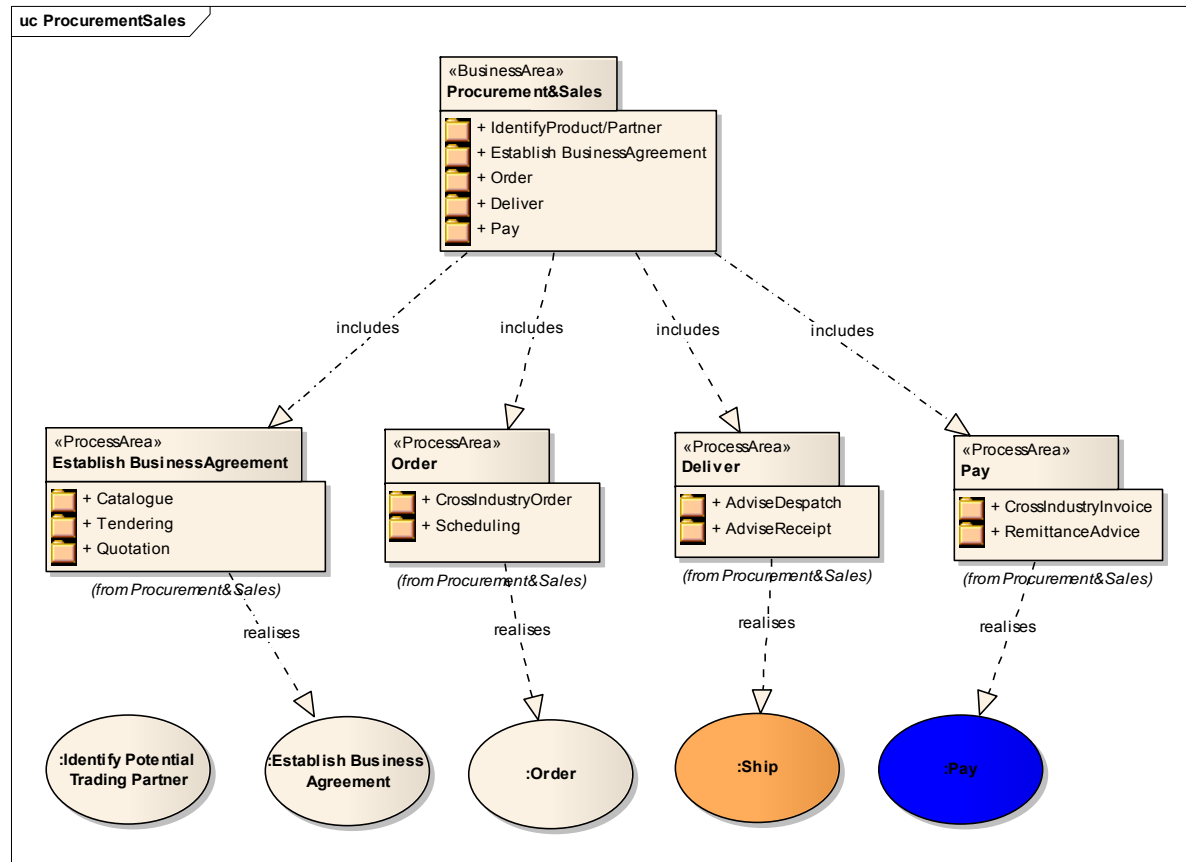 uc ProcurementSales
«BusinessArea»
Procurement&Sales
+ IdentifyProduct/Partner
+ Establish BusinessAgreement
+ Order
+ Deliver
+ Pay
includes
includes
includes
includes
«ProcessArea»
Establish BusinessAgreement
+ Catalogue
+ Tendering
+ Quotation
(from Procurement&Sales)
«ProcessArea»
Order
+ CrossIndustryOrder
+ Scheduling
(from Procurement&Sales)
«ProcessArea»
Deliver
+ AdviseDespatch
+ AdviseReceipt
(from Procurement&Sales)
«ProcessArea»
Pay
+ CrossIndustryInvoice
+ RemittanceAdvice
(from Procurement&Sales)
realises
realises
realises
realises
:Identify Potential
Trading Partner
:Establish Business
Agreement
:Order
:Ship
:Pay